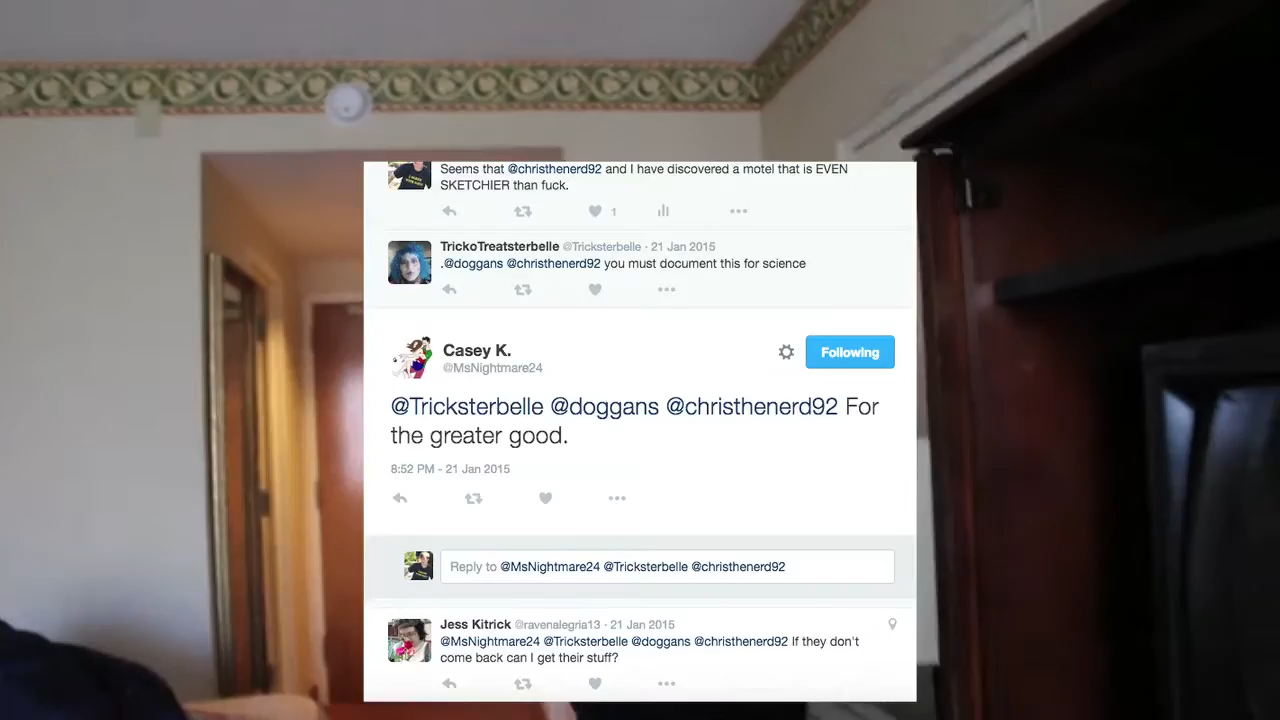 Seems that @christhenerd92 and I have discovered a motel that is EVEN
SKETCHIER than fuck.
1
TrickoTreatsterbelle @Tricksterbelle · 21 Jan 2015
.@doggans @christhenerd92 you must document this for science
Casey K.
@MsNightmare24
Following
@Tricksterbelle @doggans @christhenerd92 For
the greater good.
8:52 PM - 21 Jan 2015
Reply to @MsNightmare24 @Tricksterbelle @christhenerd92
Jess Kitrick @ravenalegria13 · 21 Jan 2015
@MsNightmare24 @Tricksterbelle @doggans @christhenerd92 If they don't
come back can I get their stuff?